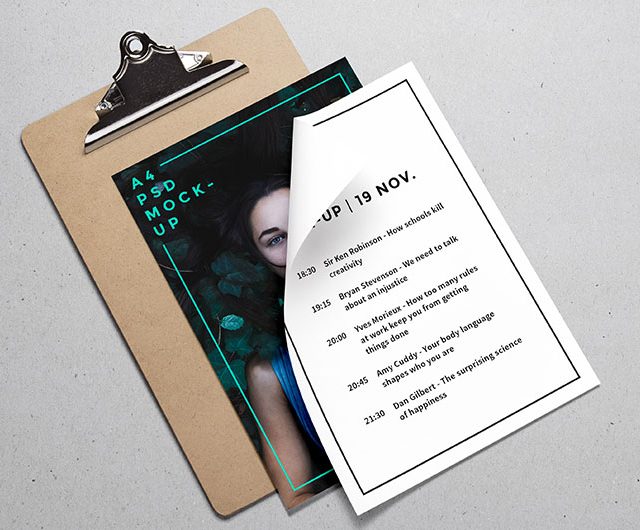 A4
PSD
MOCK-
UP
-UP | 19 NOV.
18:30 Sir Ken Robinson - How schools kill
creativity
19:15 Bryan Stevenson - We need to talk
about an injustice
20:00 Yves Morieux - How too many rules
at work keep you from getting
things done
20:45 Amy Cuddy - Your body language
shapes who you are
21:30 Dan Gilbert - The surprising science
of happiness